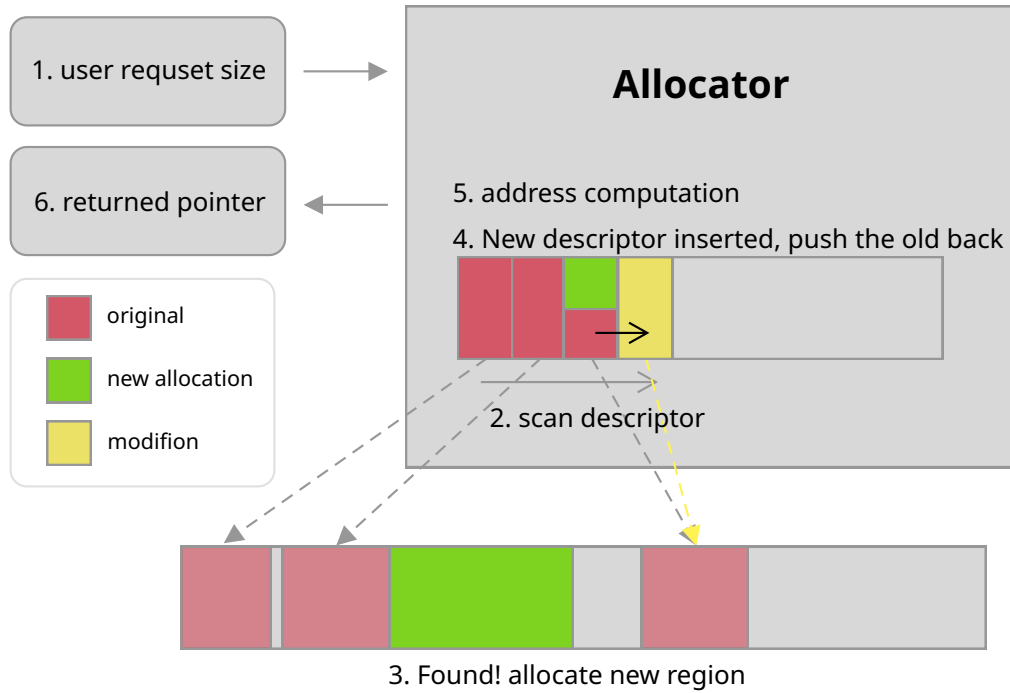 1. user requset size
Allocator
6. returned pointer
5. address computation
4. New descriptor inserted, push the old back
original
new allocation
modifion
2. scan descriptor
3. Found! allocate new region